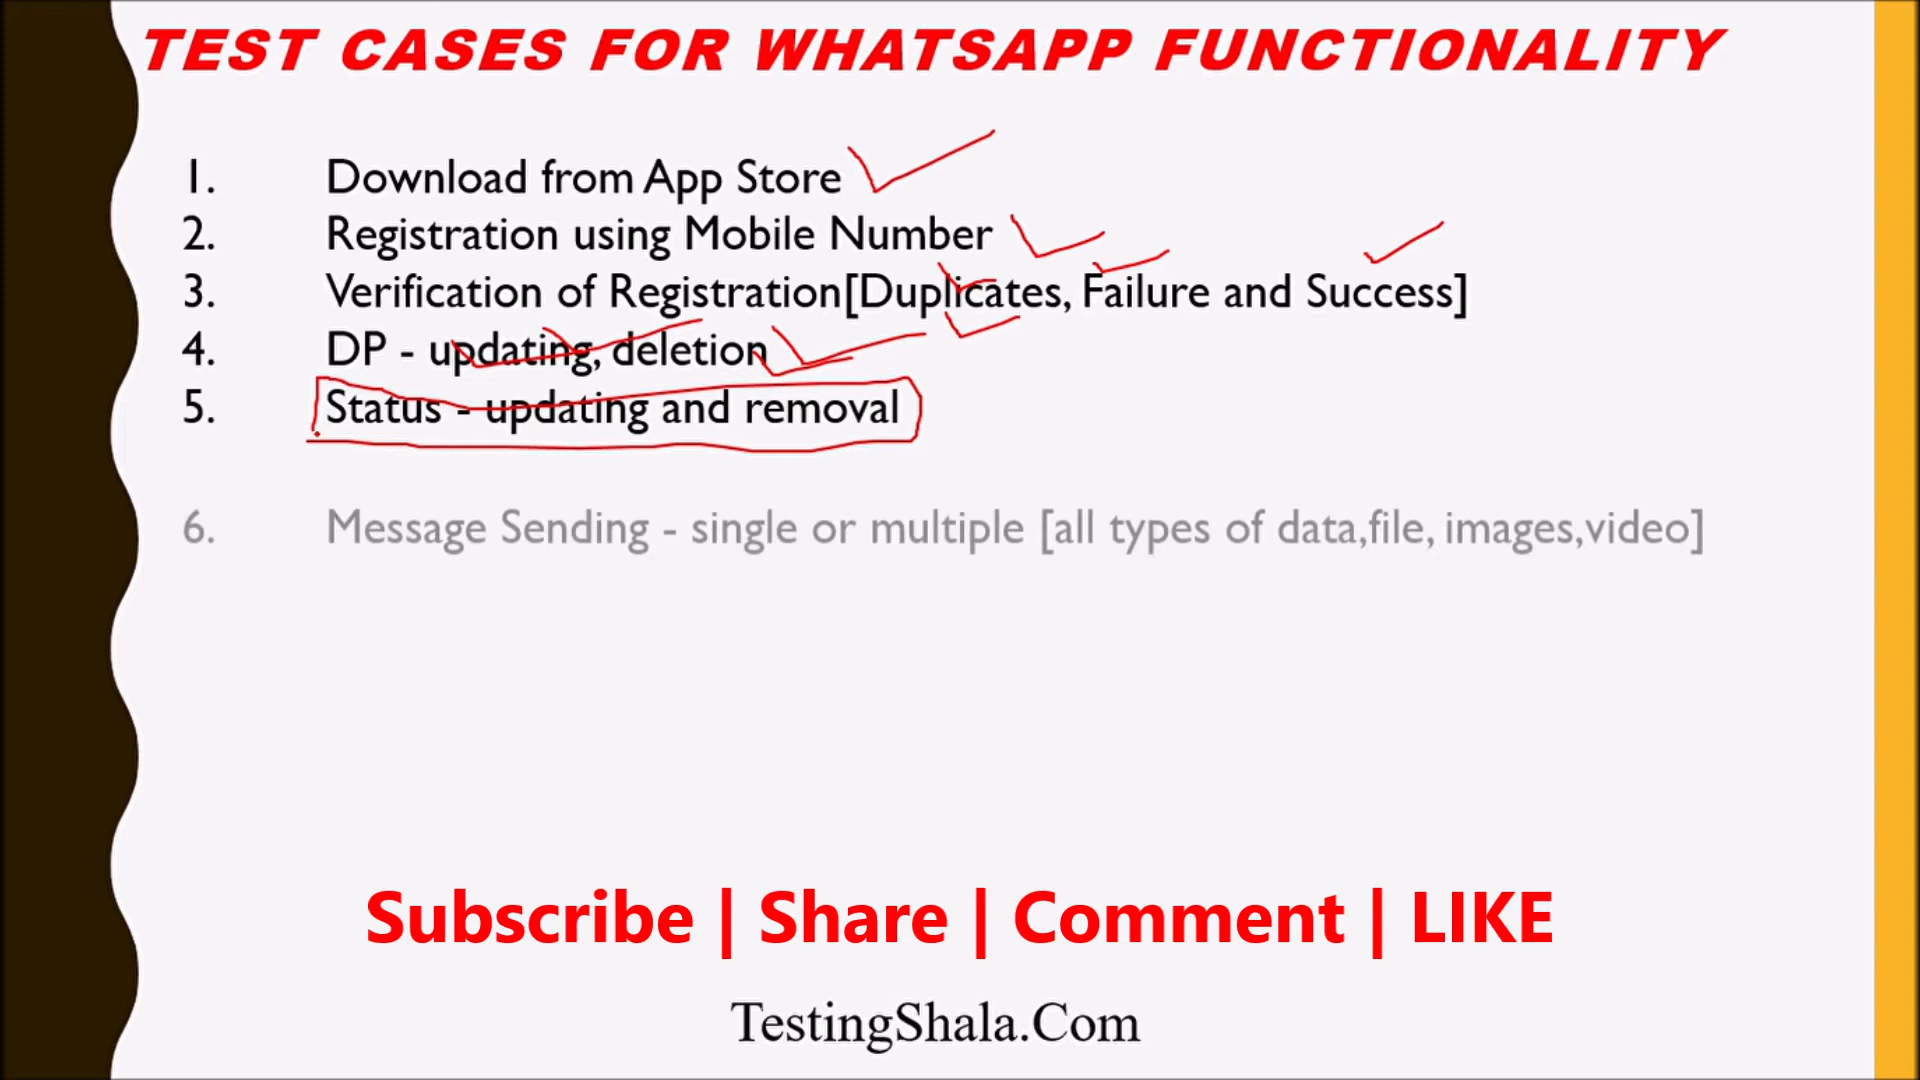 TEST CASES FOR WHATSAPP FUNCTIONALITY
1. Download from App Store
2. Registration using Mobile Number
3. Verification of Registration[Duplicates, Failure and Success]
4. DP - updating, deletion
5. Status - updating and removal
6. Message Sending - single or multiple [all types of data,file, images,video]
Subscribe | Share | Comment | LIKE
TestingShala.Com